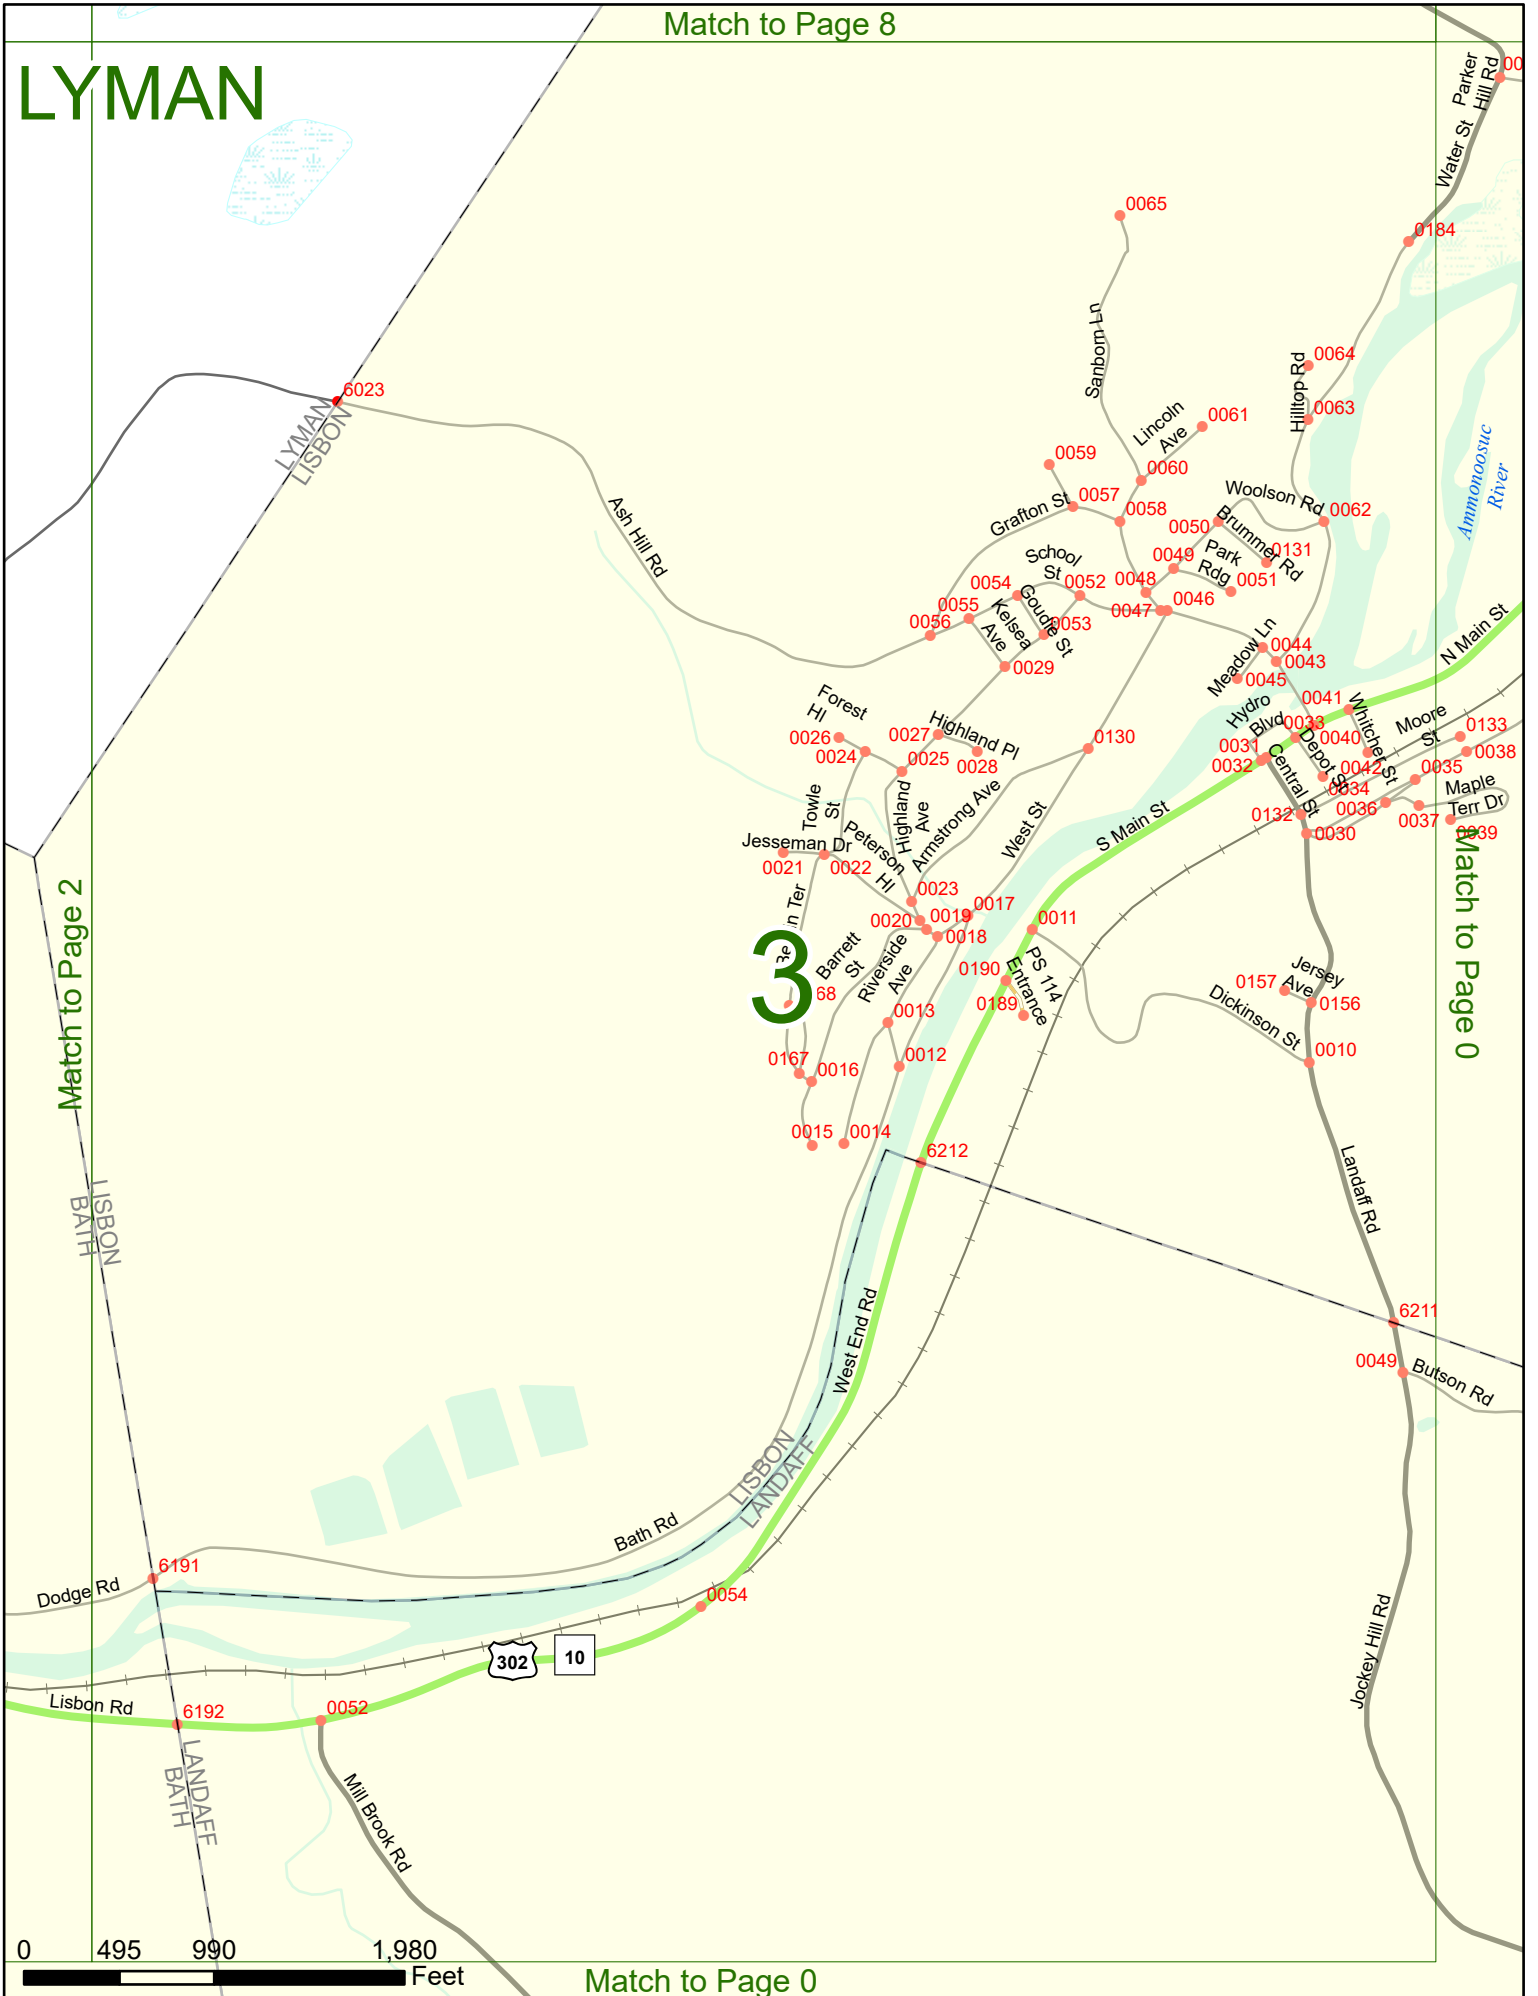 Match to Page 8
LYMAN
Parker
Hill Rd
00
Water St
0065
0184
Sanborn Ln
Hilltop Rd
0064
0063
6023
LYMAN
LISBON
Lincoln
Ave
0061
0059
0060
Ammonoosuc
River
Ash Hill Rd
Grafton St
0057
0058
Woolson Rd
0062
0050
Brummer Rd
0131
School
St
0049
Park
Rdg
0051
0054
0052
0048
0047
0046
0055
0056
Kelsea
Ave
Goudie St
0053
0029
N Main St
Meadow Ln
0044
0043
0045
Forest
Hl
0026
0024
0027
Highland Pl
0028
0025
0130
Hydro
Blvd
0041
0033
0040
Whitcher St
Moore
St
0133
0038
0031
0032
Central St
Depot St
0042
0034
0035
0036
Maple
Terr Dr
0037
0039
0132
0030
Towle
St
Highland
Ave
Armstrong Ave
West St
S Main St
Jesseman Dr
0021
0022
Peterson
Hl
0023
0017
0020
0019
0018
0011
Match to Page 2
Match to Page 0
Barrett
St
Riverside
Ave
3
68
0190
PS 114
Entrance
0189
0157
Jersey
Ave
0156
Dickinson St
0010
0013
0012
0167
0016
0015
0014
6212
Landaff Rd
LISBON
BATH
6211
0049
Butson Rd
West End Rd
LISBON
LANDAFF
Bath Rd
6191
Dodge Rd
0054
302
10
Jockey Hill Rd
Lisbon Rd
6192
0052
LANDAFF
BATH
Mill Brook Rd
0 495 990 1,980
Feet
Match to Page 0